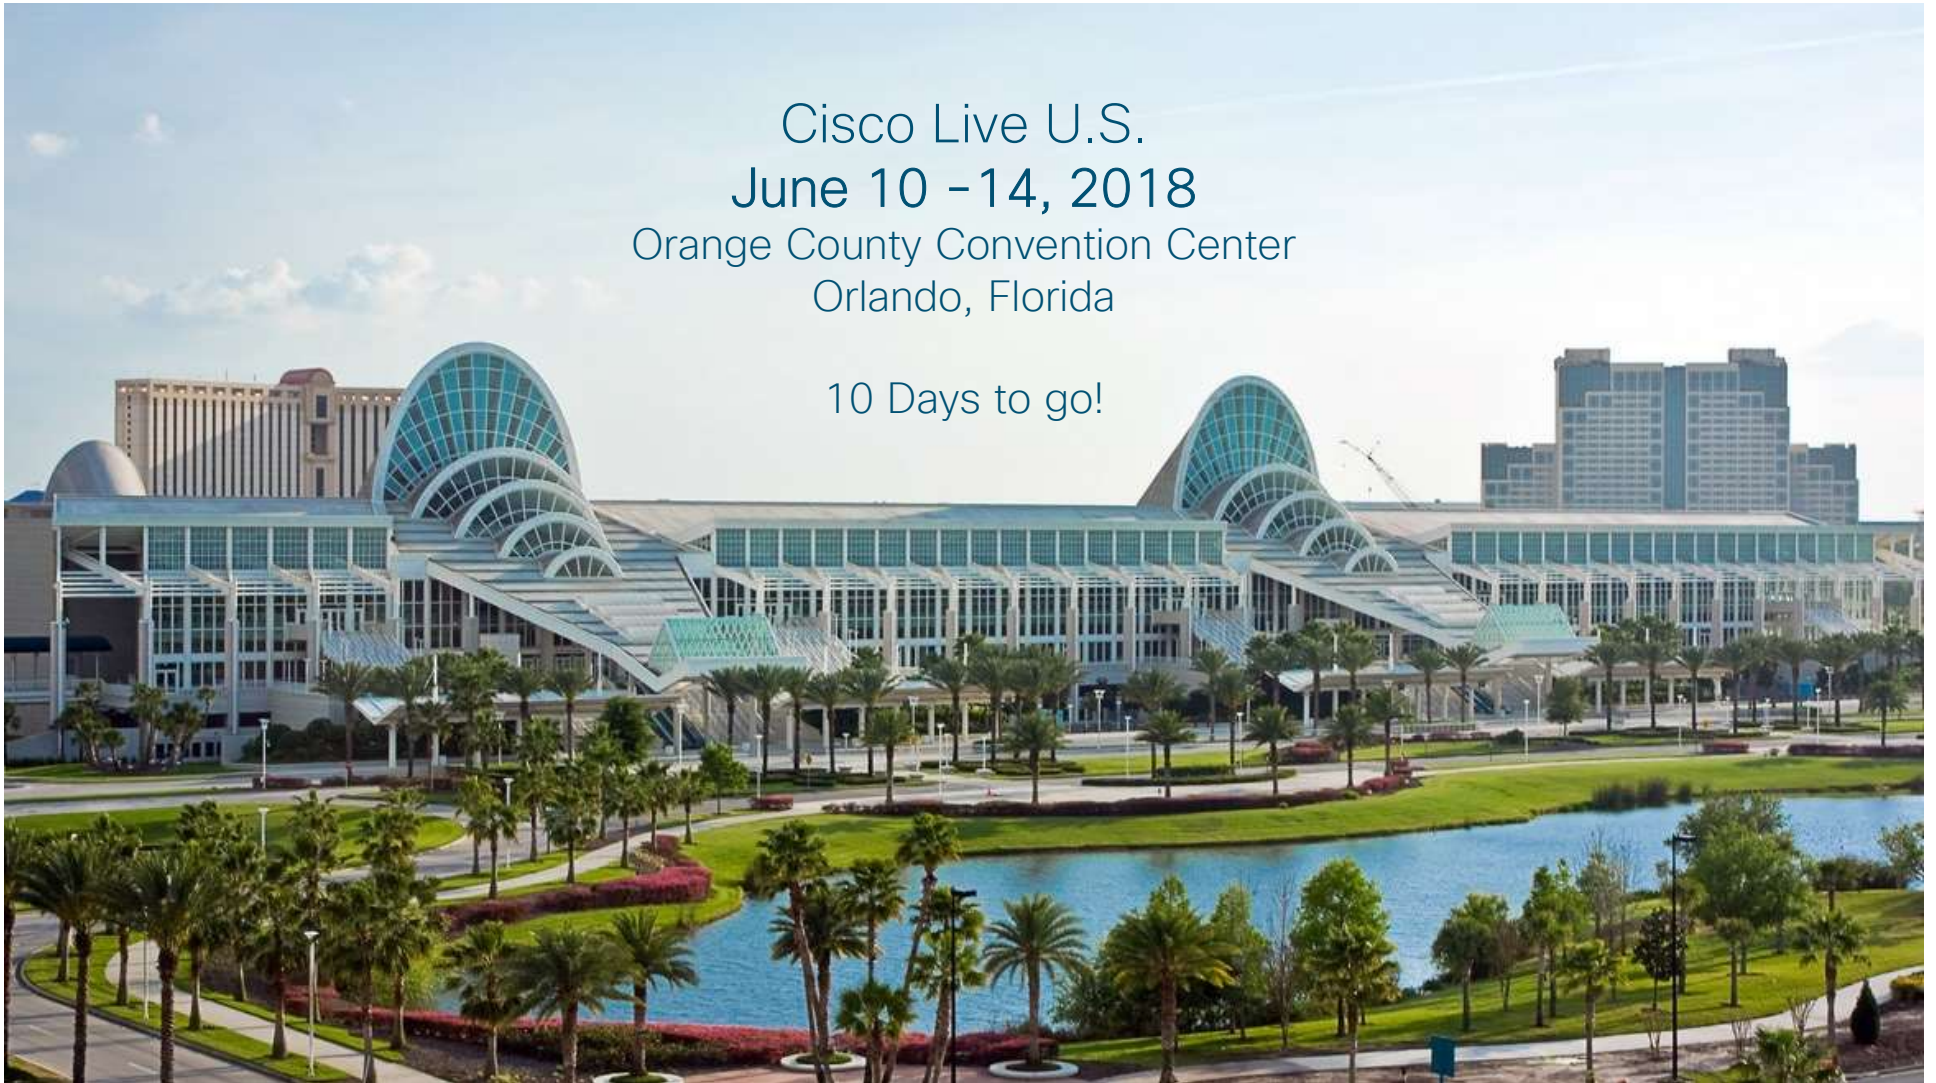 Cisco Live U.S.
June 10 -14, 2018
Orange County Convention Center
Orlando, Florida
10 Days to go!